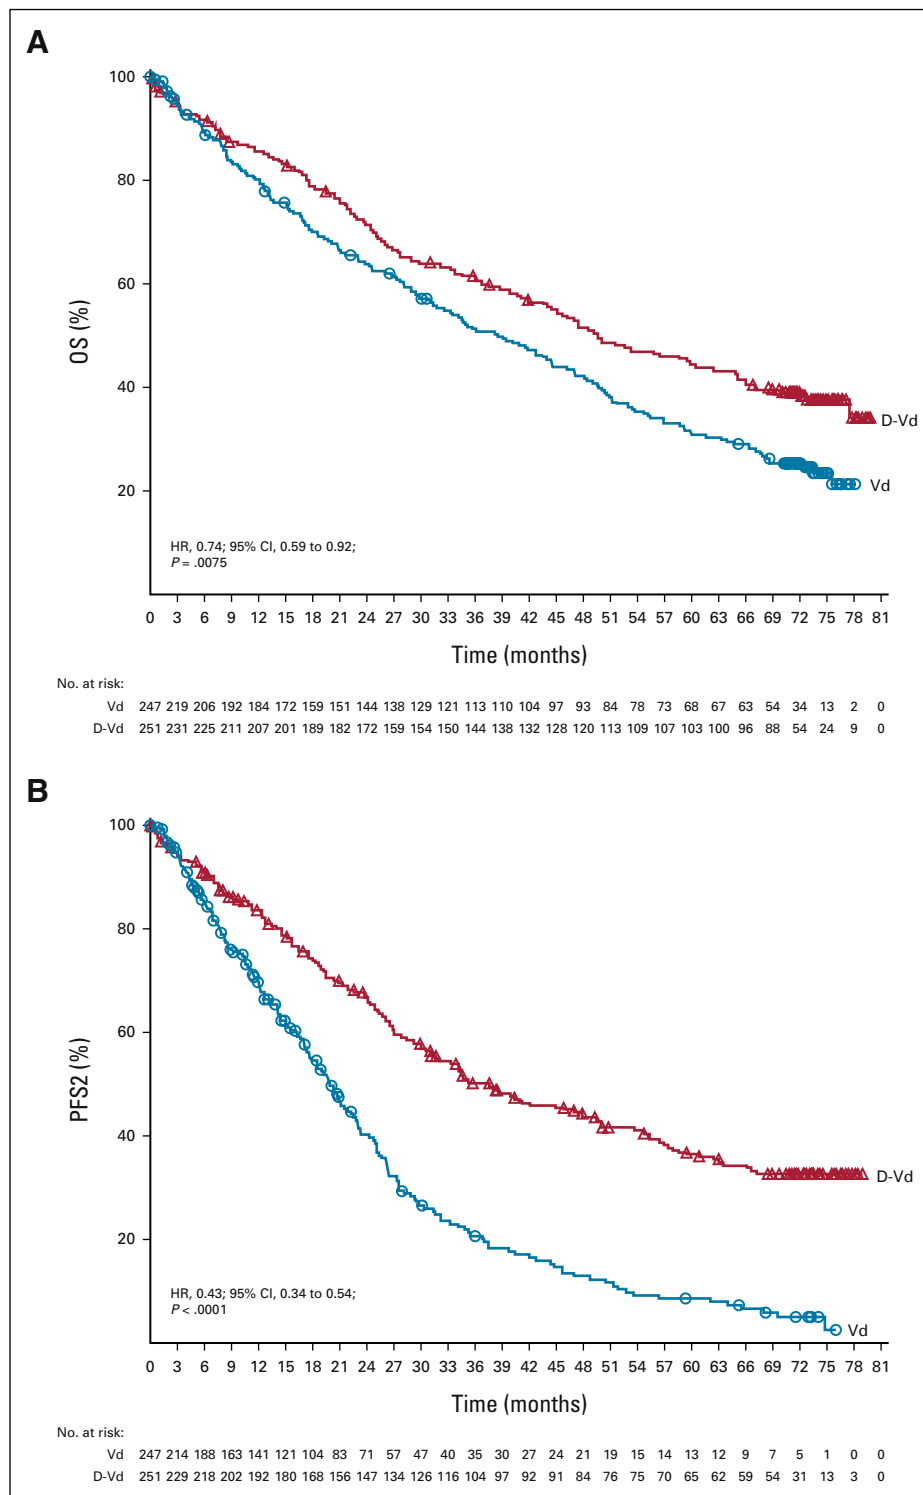 A
100
80
60
40
20
OS (%)
D-Vd
Vd
HR, 0.74; 95% CI, 0.59 to 0.92;
P = .0075
0 3 6 9 12 15 18 21 24 27 30 33 36 39 42 45 48 51 54 57 60 63 66 69 72 75 78 81
Time (months)
No. at risk:
Vd 247 219 206 192 184 172 159 151 144 138 129 121 113 110 104 97 93 84 78 73 68 67 63 54 34 13 2 0
D-Vd 251 231 225 211 207 201 189 182 172 159 154 150 144 138 132 128 120 113 109 107 103 100 96 88 54 24 9 0
B
100
80
60
40
20
PFS2 (%)
D-Vd
Vd
HR, 0.43; 95% CI, 0.34 to 0.54;
P < .0001
0 3 6 9 12 15 18 21 24 27 30 33 36 39 42 45 48 51 54 57 60 63 66 69 72 75 78 81
Time (months)
No. at risk:
Vd 247 214 188 163 141 121 104 83 71 57 47 40 35 30 27 24 21 19 15 14 13 12 9 7 5 1 0 0
D-Vd 251 229 218 202 192 180 168 156 147 134 126 116 104 97 92 91 84 76 75 70 65 62 59 54 31 13 3 0